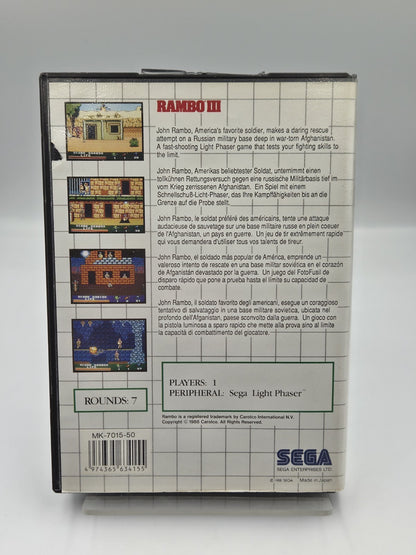 RAMBO III
John Rambo, America's favorite soldier, makes a daring rescue
attempt on a Russian military base deep in war-torn Afghanistan.
A fast-shooting Light Phaser game that tests your fighting skills to
the limit.
John Rambo, Amerikas beliebtester Soldat, unternimmt einen
tollkühnen Rettungsversuch gegen eine russische Militärbasis tief im
vom Krieg zerrissenen Afghanistan. Ein Spiel mit einem
Schnellschuß-Licht-Phaser, das Ihre Kampffähigkeiten bis an die
Grenze auf die Probe stellt.
John Rambo, le soldat préféré des américains, tente une attaque
audacieuse de sauvetage sur une base militaire russe en plein coeur de
l'Afghanistan, un pays en guerre. Un jeu de tir extrêmement rapide
qui vous demandera d'utiliser tous vos talents de tireur.
John Rambo, el soldado más popular de América, emprende un
valeroso intento de rescate en una base militar soviética en el corazón
de Afganistán devastado por la guerra. Un juego del FotoFusil de
disparo rápido que pone a prueba hasta el límite su capacidad de
combate.
John Rambo, il soldato favorito degli americani, esegue un coraggioso
tentativo di salvataggio in una base militare sovietica, ubicata nel
profondo dell'Afganistan, paese sconvolto dalla guerra. Un gioco con
la pistola luminosa a sparo rapido che mette alla prova sino al limite
la capacità di combattimento del giocatore.
PLAYERS: 1
PERIPHERAL: Sega Light Phaser™
ROUNDS: 7
Rambo is a registered trademark by Carolco International N.V.
Copyright © 1988 Carolco. All Rights Reserved.
MK-7015-50
4 974365 634155
SEGA
SEGA ENTERPRISES LTD.
© 1988 SEGA Made in Japan